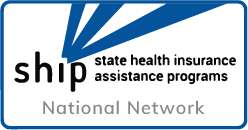 ship state health insurance
assistance programs
National Network